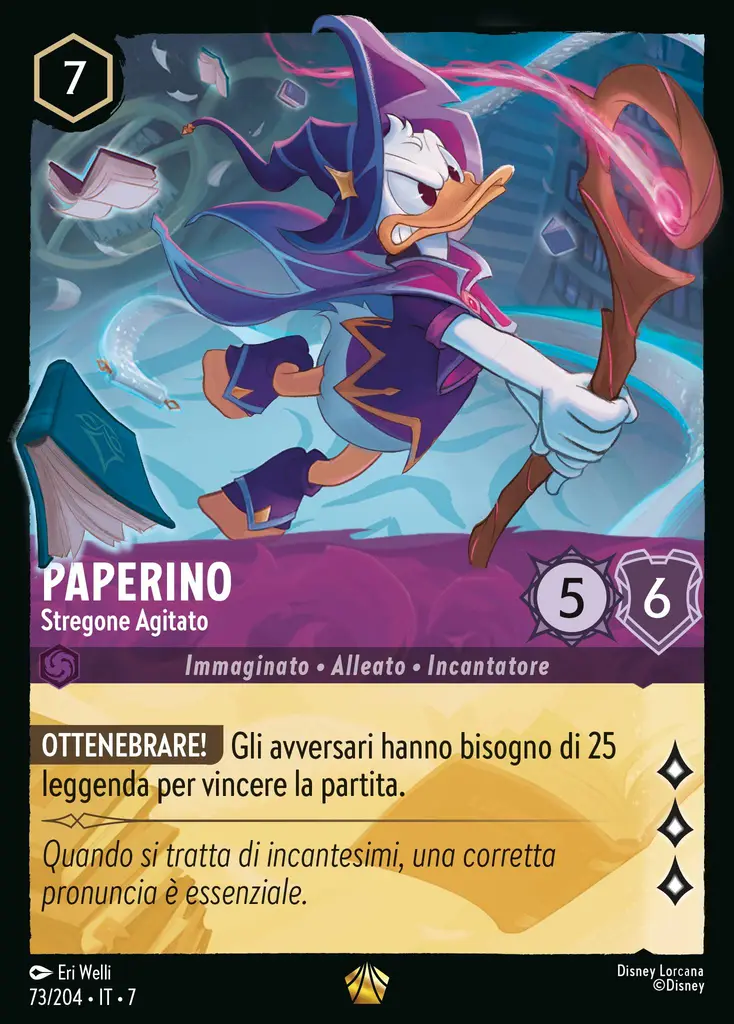 7
PAPERINO
Stregone Agitato
5
6
Immaginato • Alleato • Incantatore
OTTENEBRARE! Gli avversari hanno bisogno di 25
leggenda per vincere la partita.
Quando si tratta di incantesimi, una corretta
pronuncia è essenziale.
Eri Welli
73/204 • IT • 7
Disney Lorcana
©Disney